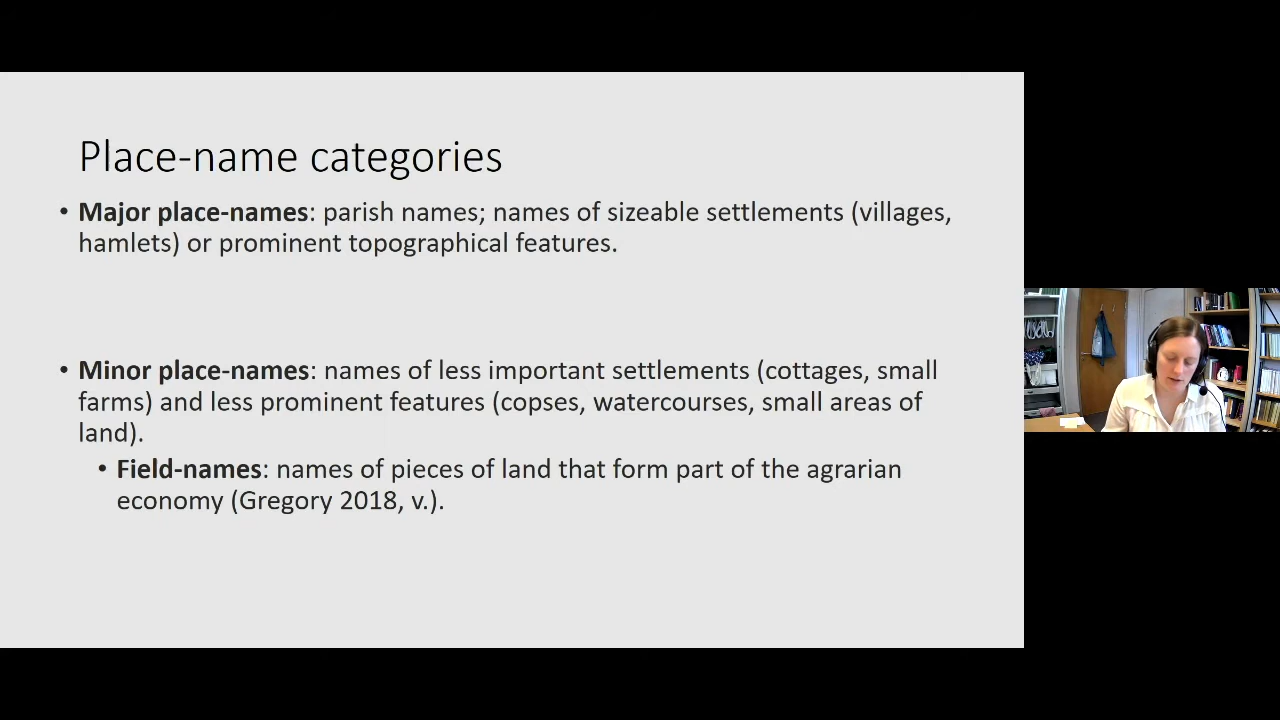 Place-name categories
• Major place-names: parish names; names of sizeable settlements (villages,
hamlets) or prominent topographical features.
• Minor place-names: names of less important settlements (cottages, small
farms) and less prominent features (copses, watercourses, small areas of
land).
• Field-names: names of pieces of land that form part of the agrarian
economy (Gregory 2018, v.).